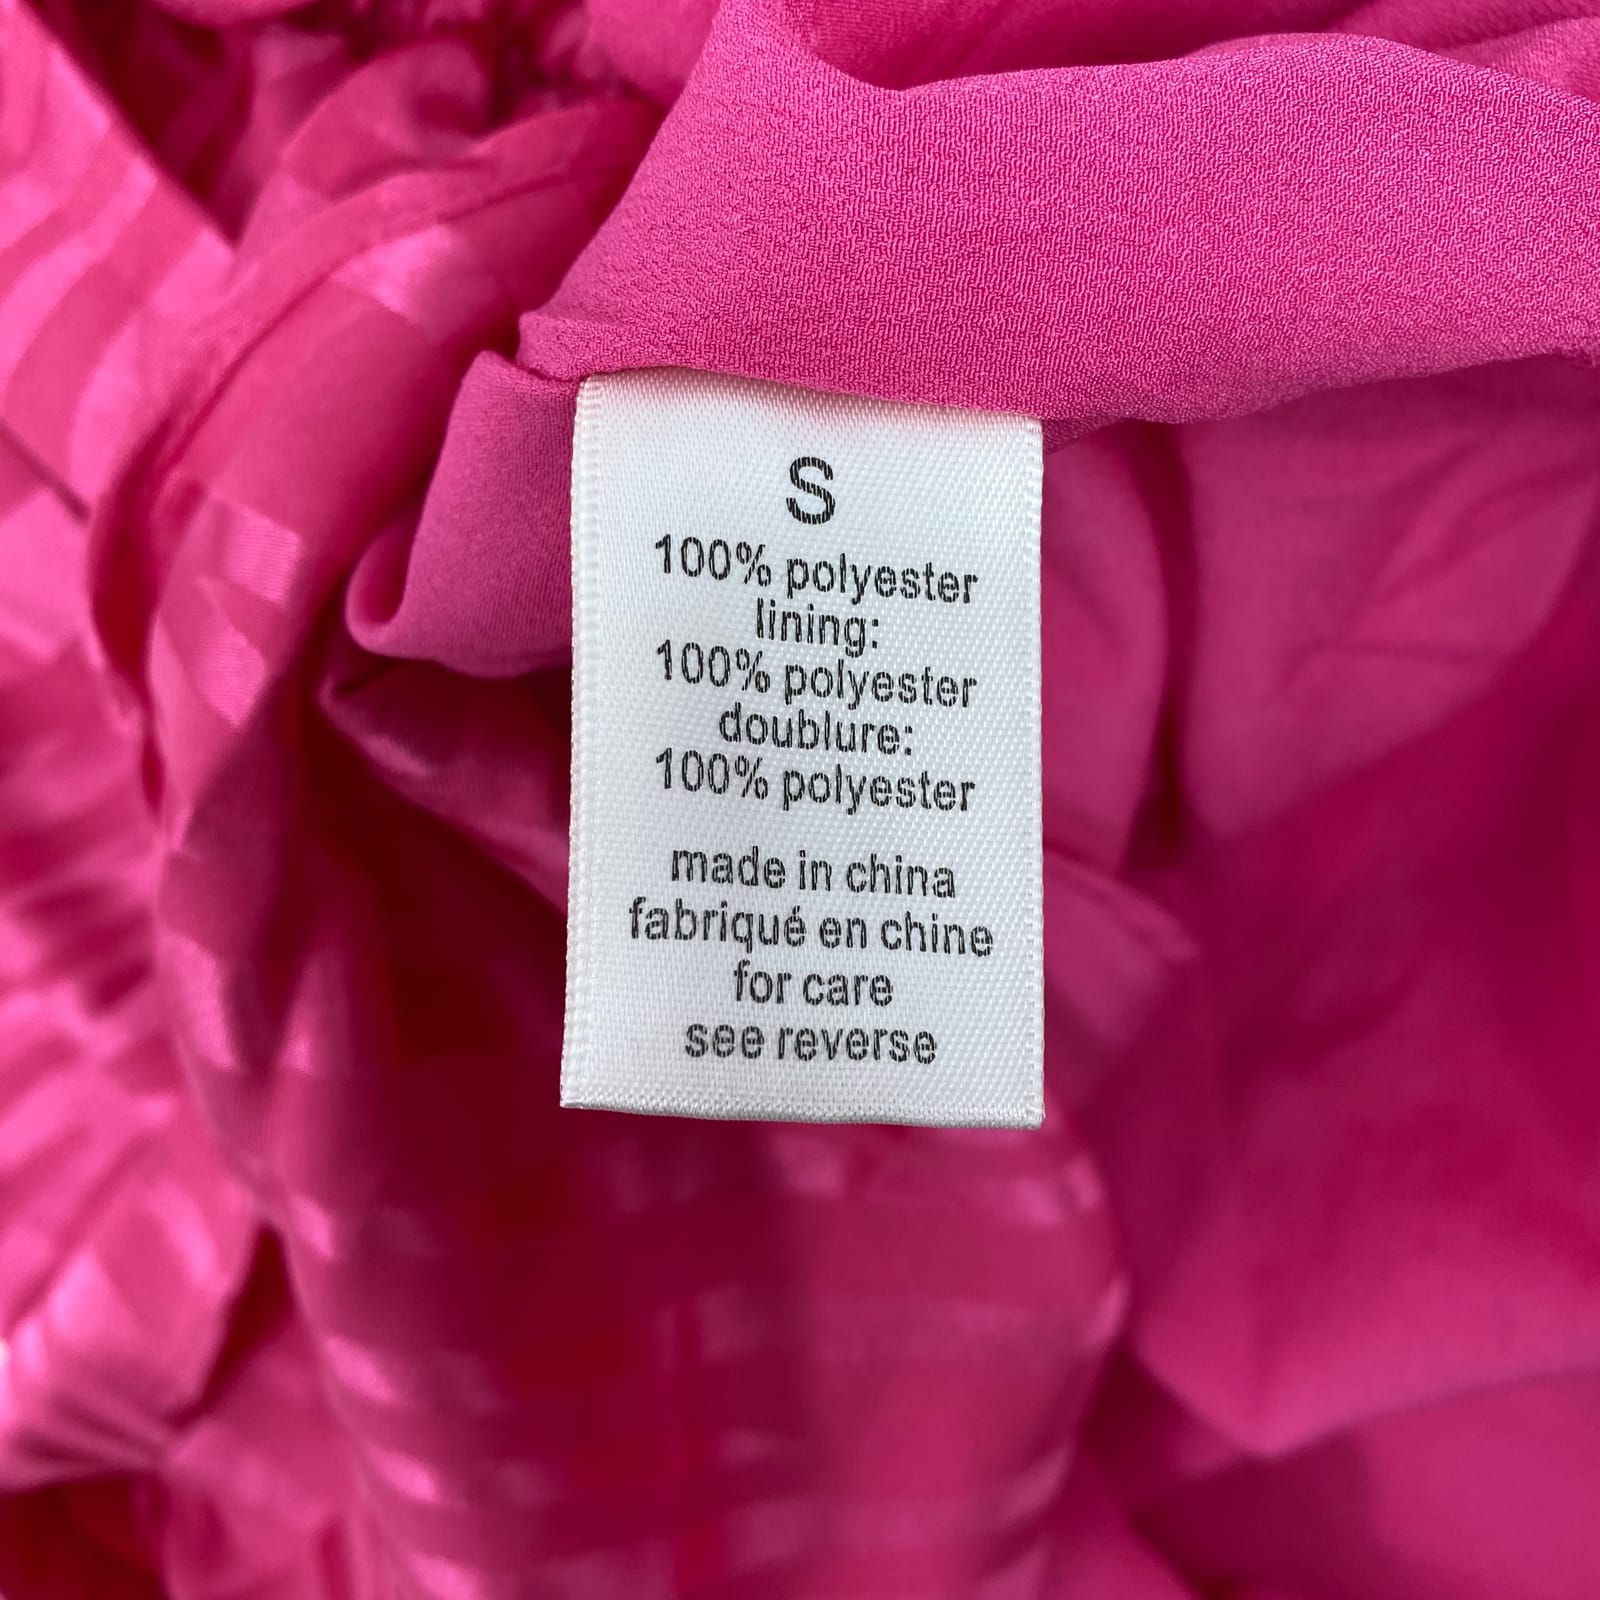 S
100% polyester
lining:
100% polyester
doublure:
100% polyester
made in china
fabriqué en chine
for care
see reverse